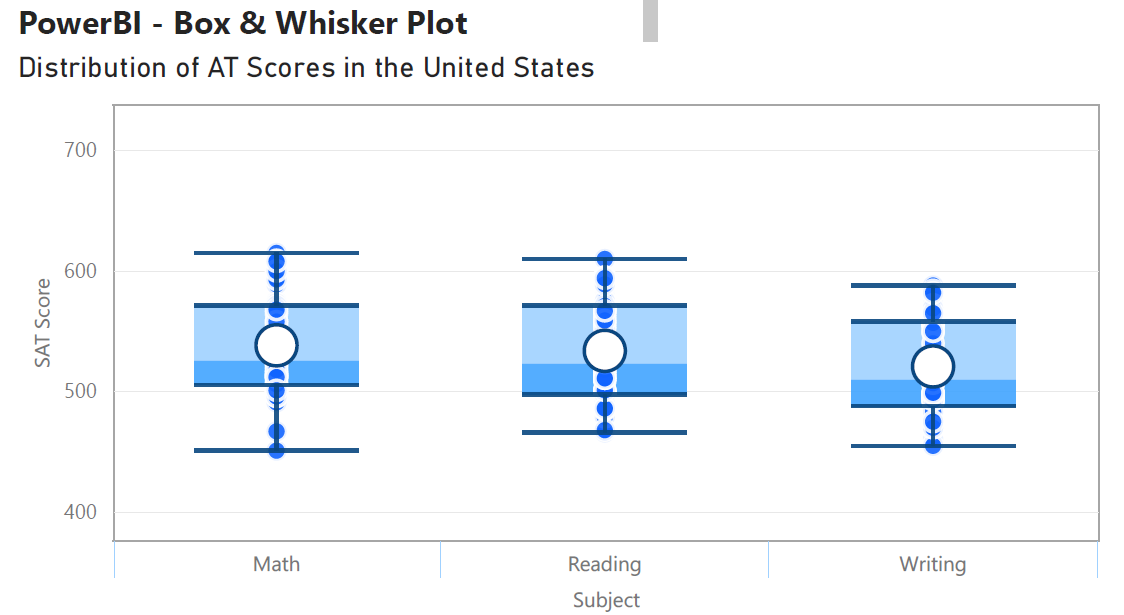 PowerBI - Box & Whisker Plot
Distribution of AT Scores in the United States
700
600
500
400
SAT Score
Math Reading Writing
Subject